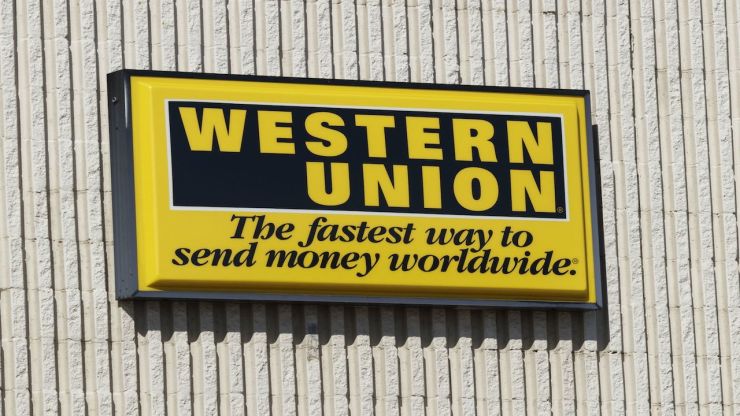 WESTERN
UNION®
The fastest way to
send money worldwide.®